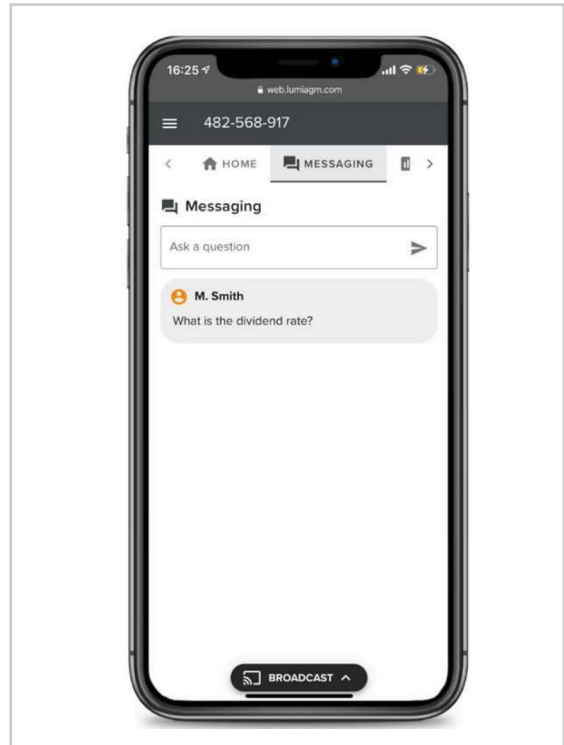 16:25
web.lumiagm.com
482-568-917
HOME MESSAGING
Messaging
Ask a question
M. Smith
What is the dividend rate?
BROADCAST